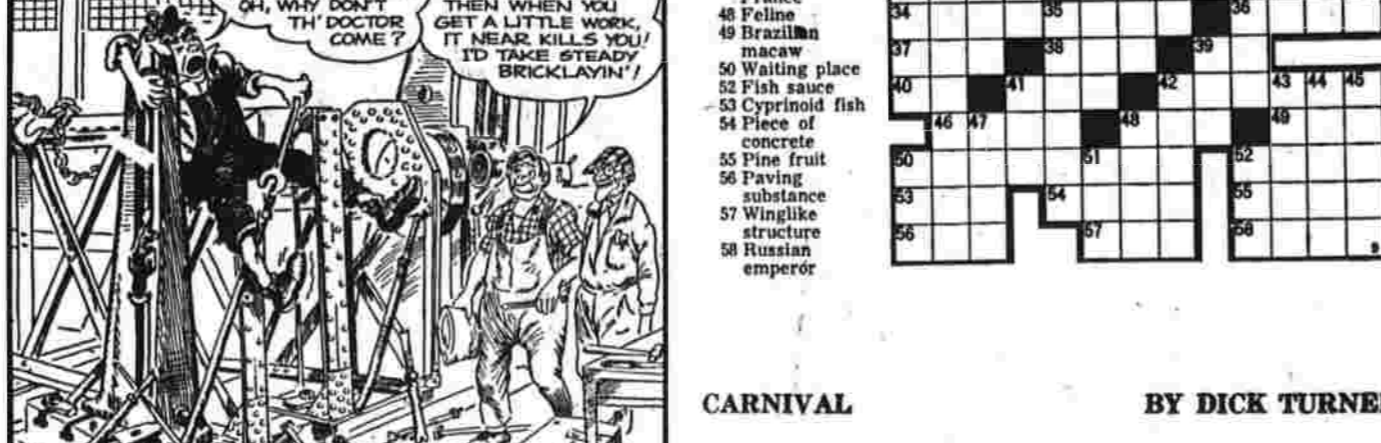 OH, WHY DON'T
TH' DOCTOR
COME?
THEN WHEN YOU
GET A LITTLE WORK,
IT NEAR KILLS YOU!
I'D TAKE STEADY
BRICKLAYIN'!
France
48 Feline
49 Brazilian
macaw
50 Waiting place
52 Fish sauce
53 Cyprinoid fish
54 Piece of
concrete
55 Pine fruit
56 Paving
substance
57 Winglike
structure
58 Russian
emperor
34 35 36
37 38 39
40 41 42 43 44 45
46 47 48 49
50 51 52
53 54 55
56 57 58
9
CARNIVAL
BY DICK TURNE